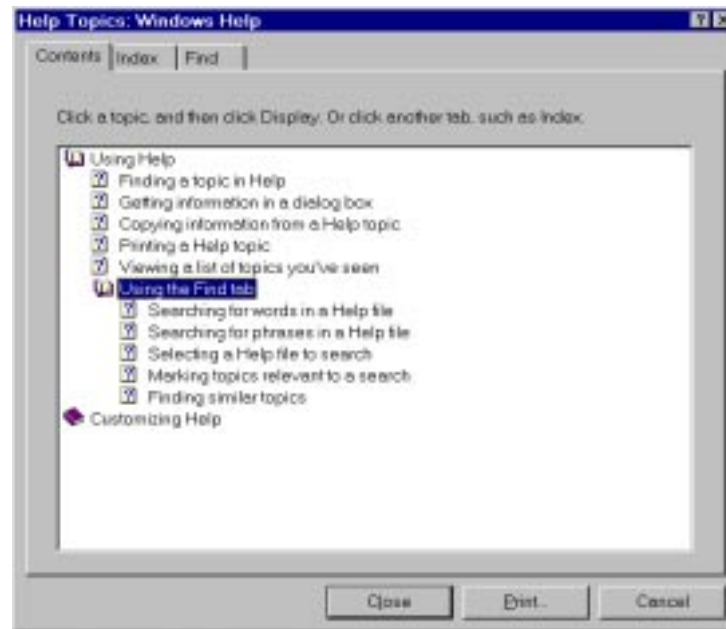 Help Topics: Windows Help
Contents Index Find
Click a topic, and then click Display. Or click another tab, such as Index.
Using Help
Finding a topic in Help
Getting information in a dialog box
Copying information from a Help topic
Printing a Help topic
Viewing a list of topics you've seen
Using the Find tab
Searching for words in a Help file
Searching for phrases in a Help file
Selecting a Help file to search
Marking topics relevant to a search
Finding similar topics
Customizing Help
Close Print... Cancel